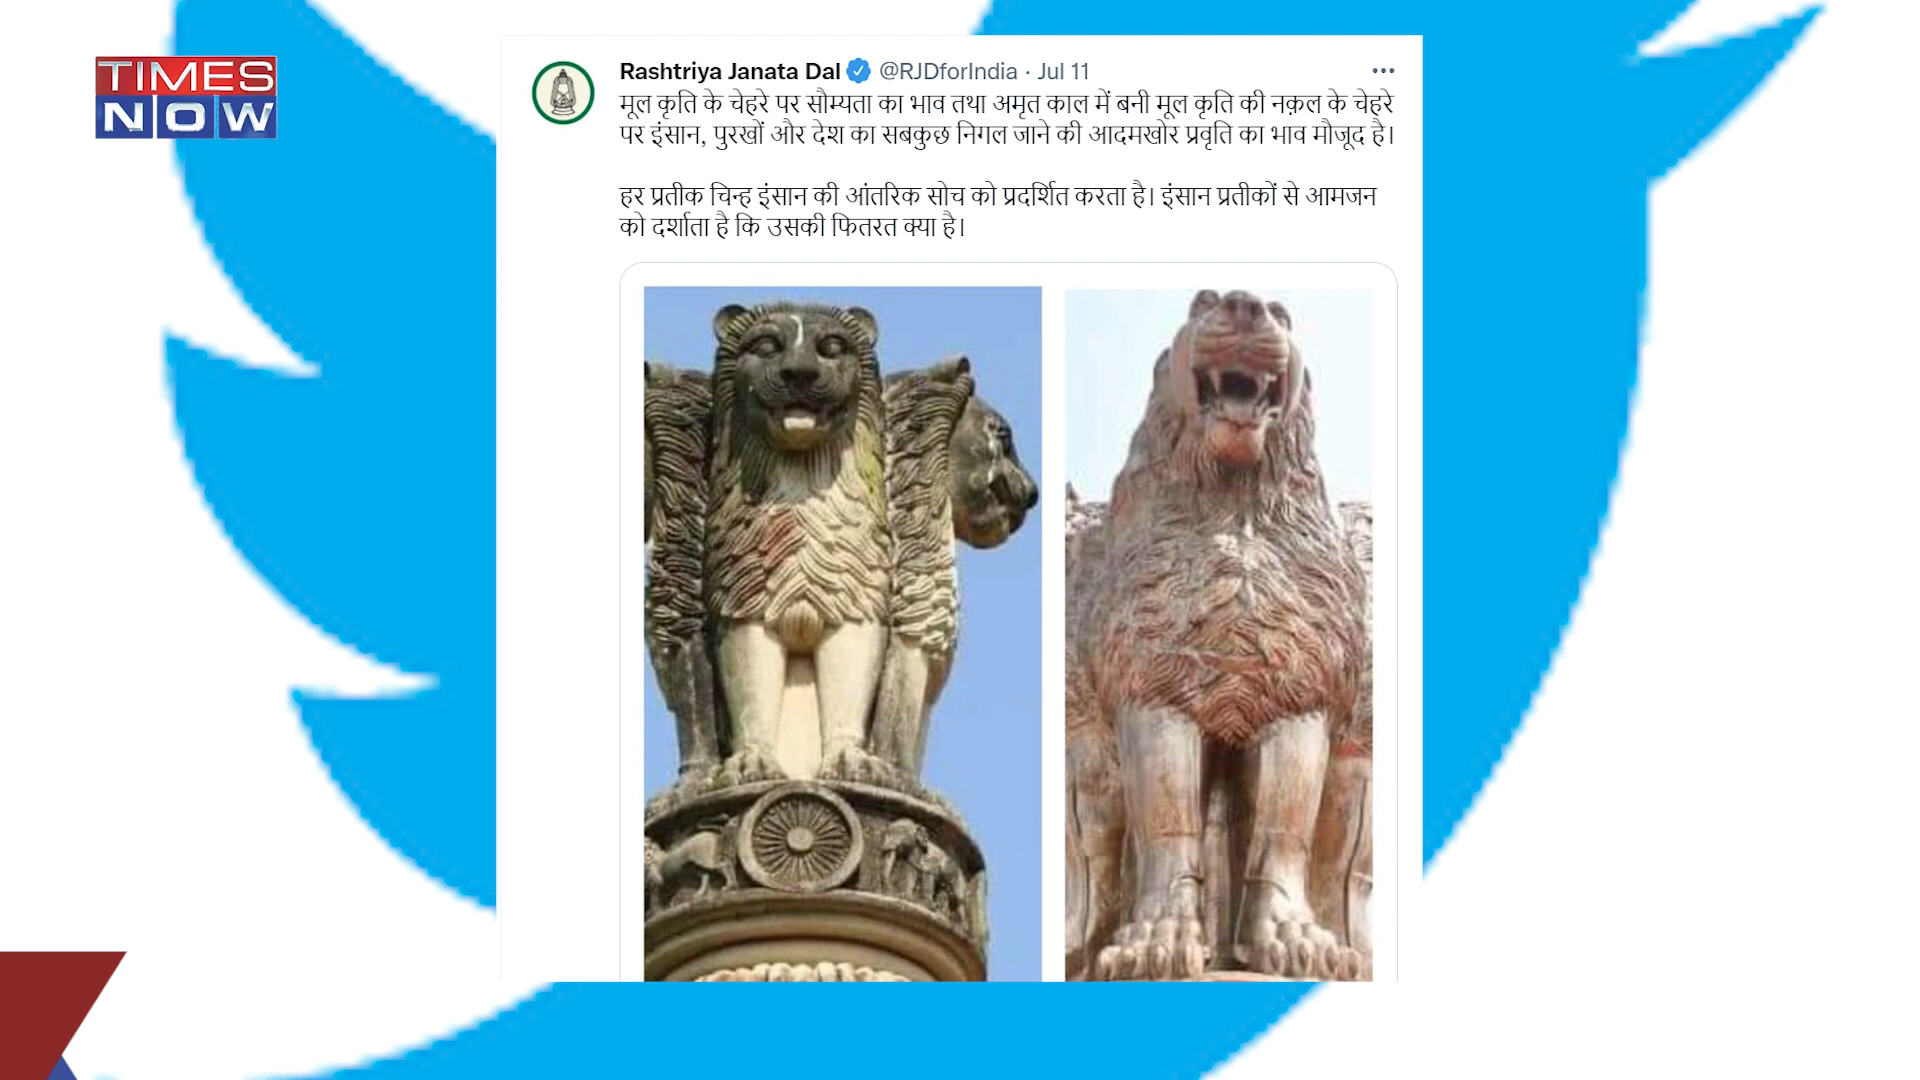 TIMES
NOW
Rashtriya Janata Dal @RJDforIndia · Jul 11
मूल कृति के चेहरे पर सौम्यता का भाव तथा अमृत काल में बनी मूल कृति की नक़ल के चेहरे
पर इंसान, पुरखों और देश का सबकुछ निगल जाने की आदमखोर प्रवृति का भाव मौजूद है।
हर प्रतीक चिन्ह इंसान की आंतरिक सोच को प्रदर्शित करता है। इंसान प्रतीकों से आमजन
को दर्शाता है कि उसकी फितरत क्या है।